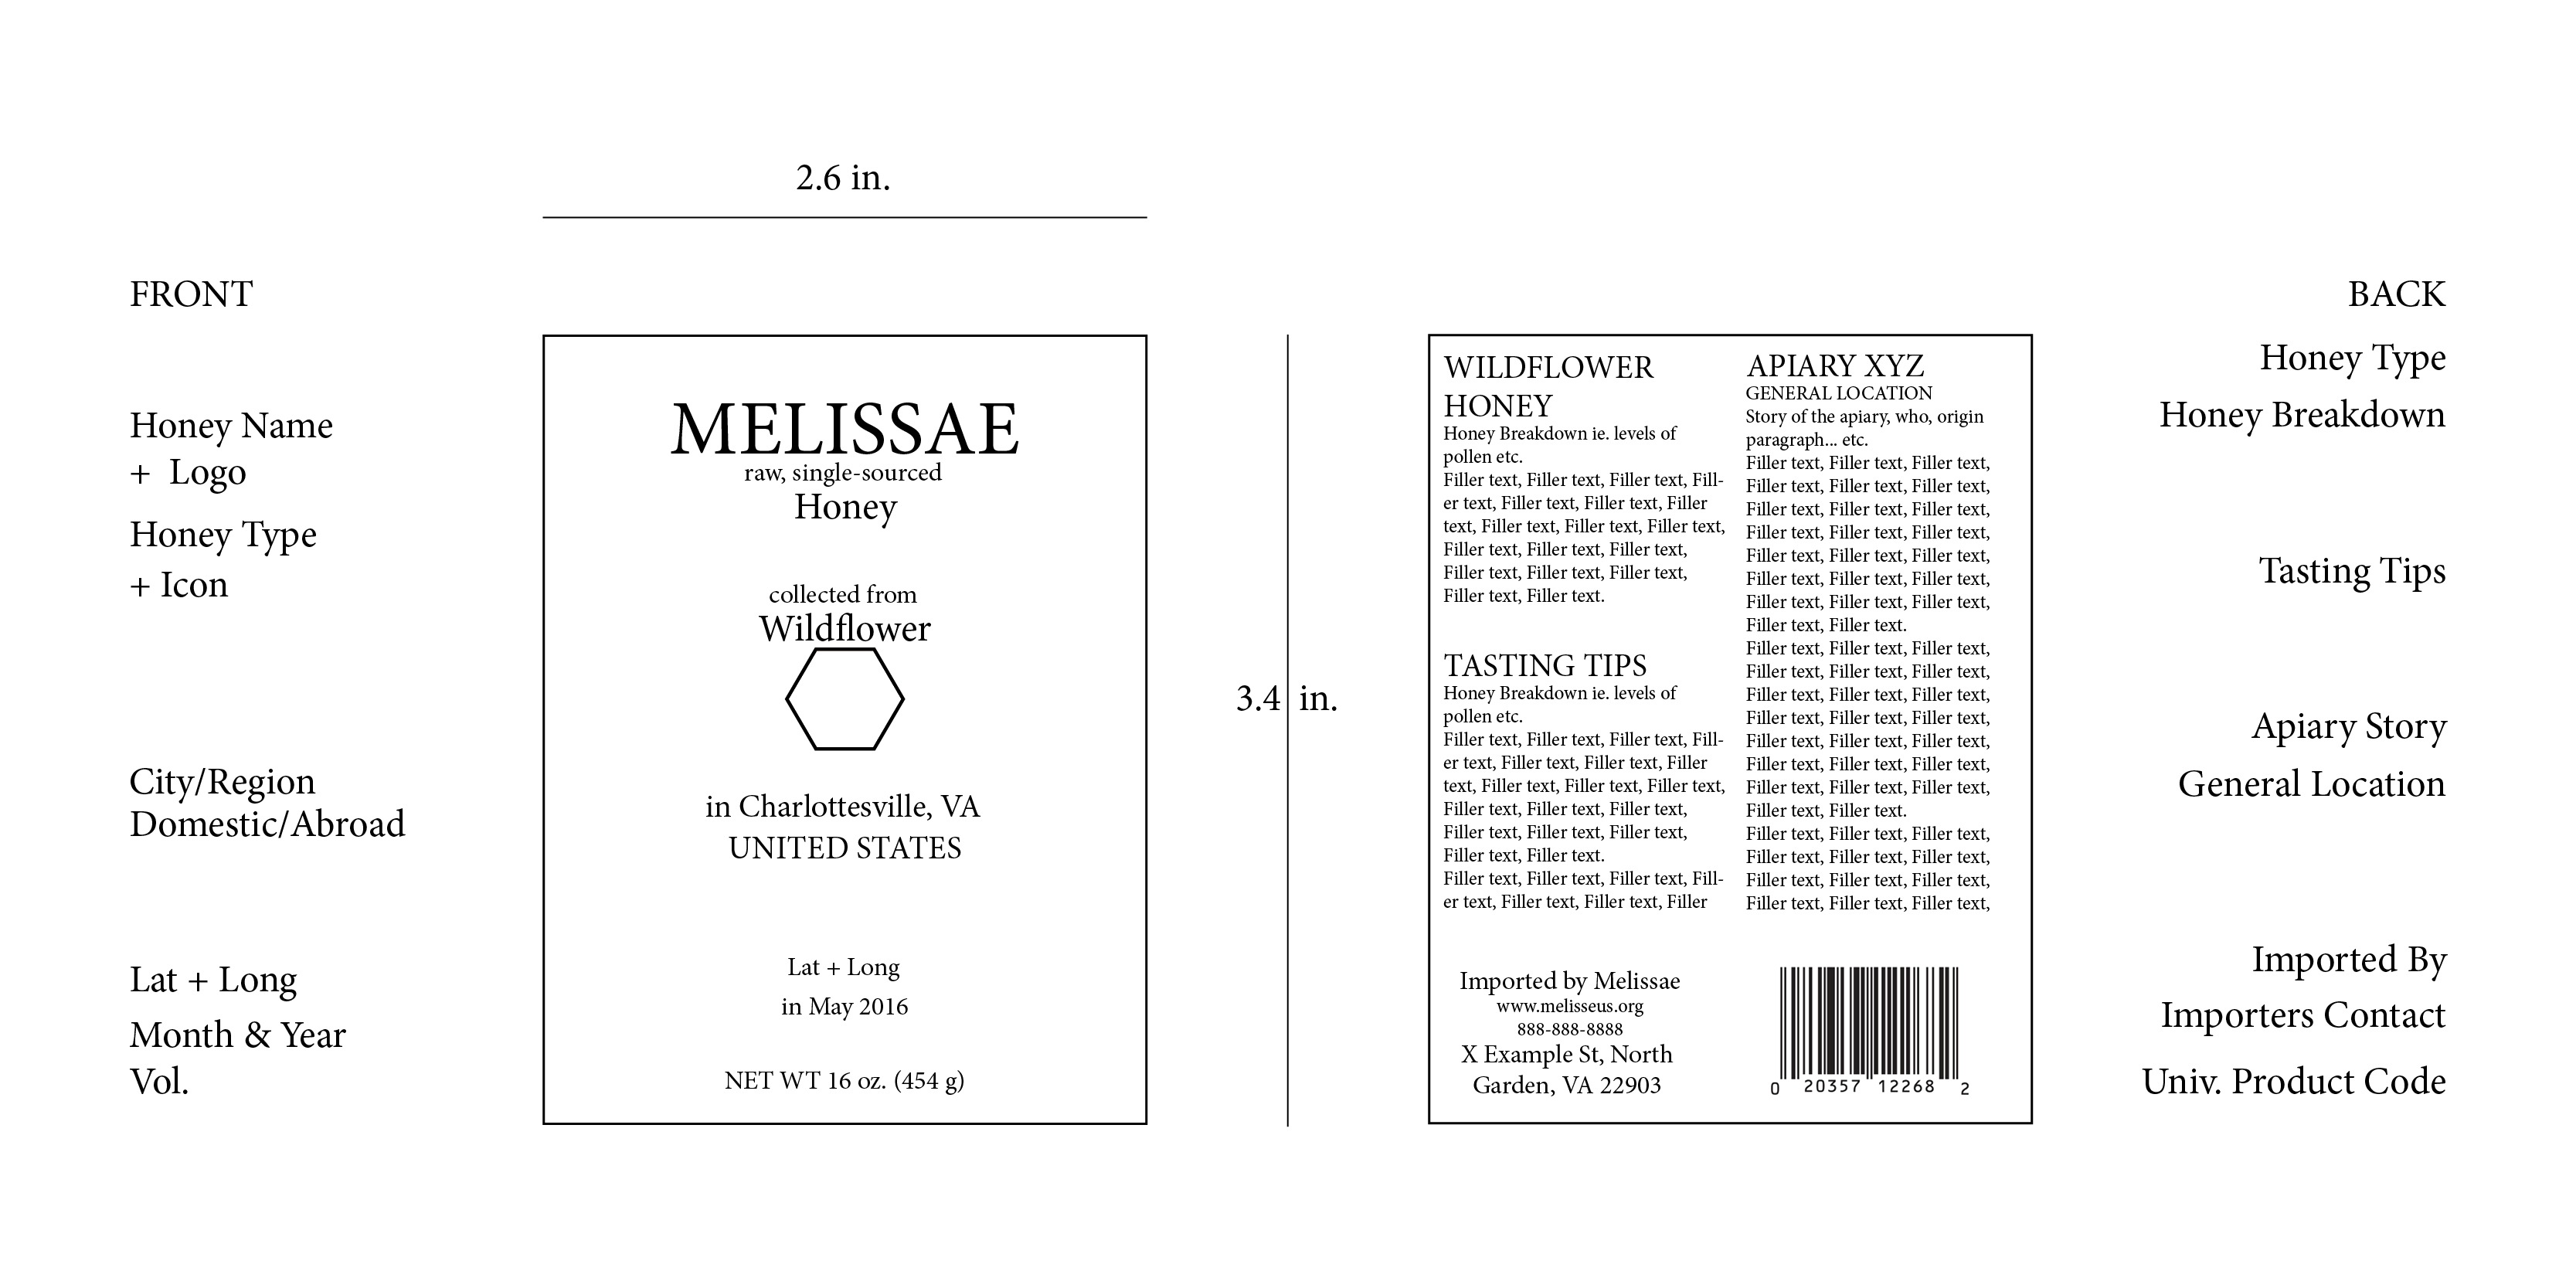 2.6 in.
FRONT
Honey Name
+ Logo
Honey Type
+ Icon
City/Region
Domestic/Abroad
Lat + Long
Month & Year
Vol.
MELISSAE
raw, single-sourced
Honey
collected from
Wildflower
in Charlottesville, VA
UNITED STATES
Lat + Long
in May 2016
NET WT 16 oz. (454 g)
3.4 in.
WILDFLOWER
HONEY
Honey Breakdown ie. levels of
pollen etc.
Filler text, Filler text, Filler text, Fill-
er text, Filler text, Filler text, Filler
text, Filler text, Filler text, Filler text,
Filler text, Filler text, Filler text,
Filler text, Filler text, Filler text,
Filler text, Filler text.
TASTING TIPS
Honey Breakdown ie. levels of
pollen etc.
Filler text, Filler text, Filler text, Fill-
er text, Filler text, Filler text, Filler
text, Filler text, Filler text, Filler text,
Filler text, Filler text, Filler text,
Filler text, Filler text, Filler text,
Filler text, Filler text.
Filler text, Filler text, Filler text, Fill-
er text, Filler text, Filler text, Filler
APIARY XYZ
GENERAL LOCATION
Story of the apiary, who, origin
paragraph... etc.
Filler text, Filler text, Filler text,
Filler text, Filler text, Filler text,
Filler text, Filler text, Filler text,
Filler text, Filler text, Filler text,
Filler text, Filler text, Filler text,
Filler text, Filler text, Filler text,
Filler text, Filler text, Filler text,
Filler text, Filler text.
Filler text, Filler text, Filler text,
Filler text, Filler text, Filler text,
Filler text, Filler text, Filler text,
Filler text, Filler text, Filler text,
Filler text, Filler text, Filler text,
Filler text, Filler text, Filler text,
Filler text, Filler text, Filler text,
Filler text, Filler text.
Filler text, Filler text, Filler text,
Filler text, Filler text, Filler text,
Filler text, Filler text, Filler text,
Filler text, Filler text, Filler text,
Imported by Melissae
www.melisseus.org
888-888-8888
X Example St, North
Garden, VA 22903
0 20357 12268 2
BACK
Honey Type
Honey Breakdown
Tasting Tips
Apiary Story
General Location
Imported By
Importers Contact
Univ. Product Code